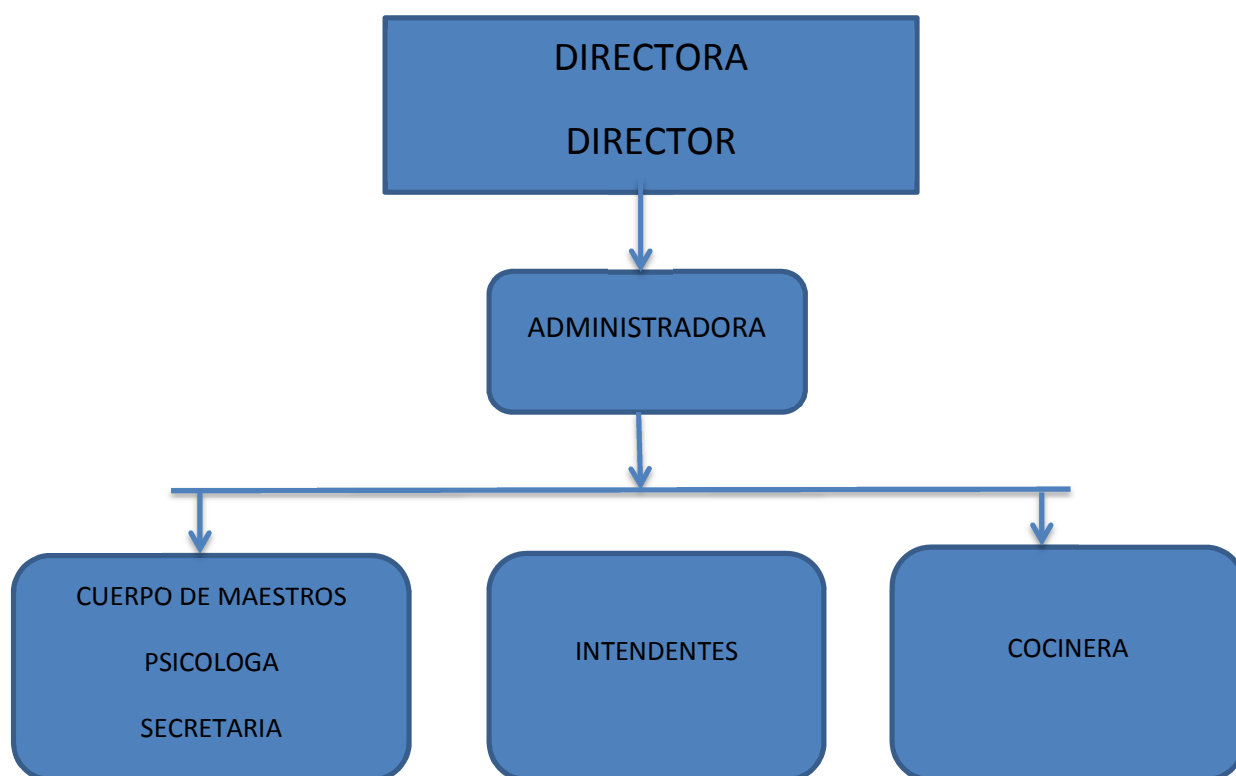 DIRECTORA
DIRECTOR
ADMINISTRADORA
CUERPO DE MAESTROS
PSICOLOGA
SECRETARIA
INTENDENTES
COCINERA